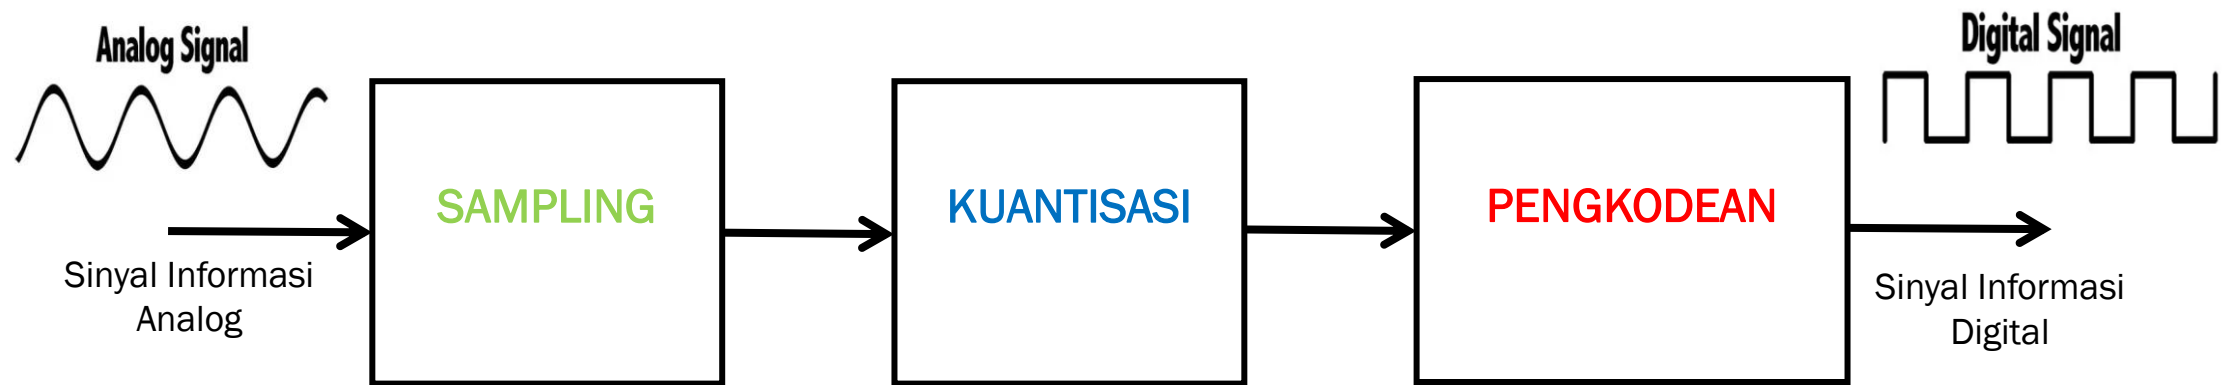 Analog Signal
Digital Signal
SAMPLING
KUANTISASI
PENGKODEAN
Sinyal Informasi
Analog
Sinyal Informasi
Digital